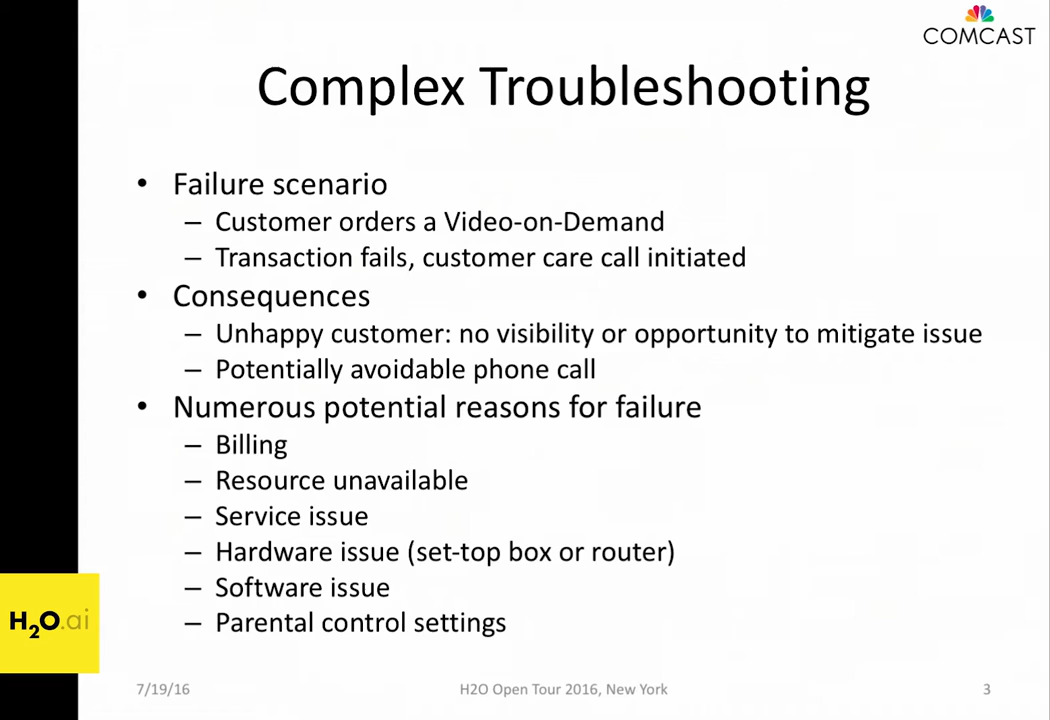 COMCAST
Complex Troubleshooting
• Failure scenario
– Customer orders a Video-on-Demand
– Transaction fails, customer care call initiated
• Consequences
– Unhappy customer: no visibility or opportunity to mitigate issue
– Potentially avoidable phone call
• Numerous potential reasons for failure
– Billing
– Resource unavailable
– Service issue
– Hardware issue (set-top box or router)
– Software issue
– Parental control settings
H2O.ai
7/19/16 H2O Open Tour 2016, New York 3